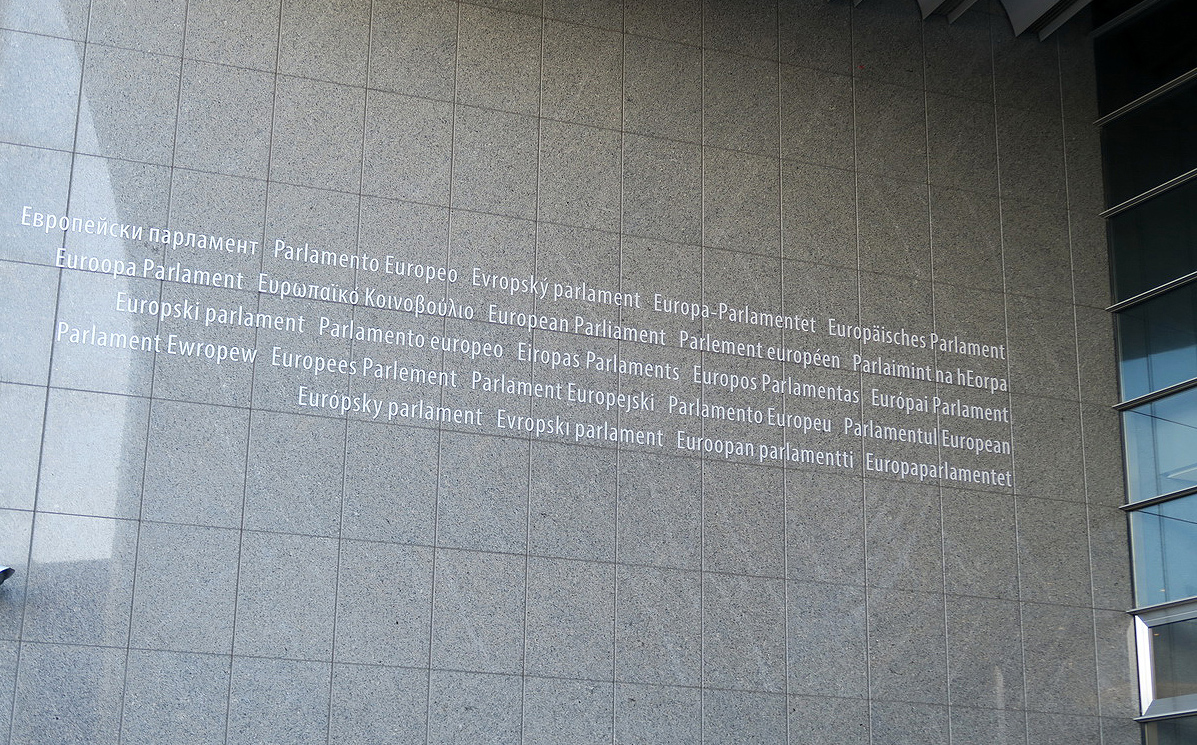 Европейски парламент Parlamento Europeo Evropský parlament Europa-Parlamentet Europäisches Parlament
Euroopa Parlament Ευρωπαϊκό Κοινοβούλιο European Parliament Parlement européen Parlaimint na hEorpa
Europski parlament Parlamento europeo Eiropas Parlaments Europos Parlamentas Európai Parlament
Parlament Ewropew Europees Parlement Parlament Europejski Parlamento Europeu Parlamentul European
Európsky parlament Evropski parlament Euroopan parlamentti Europaparlamentet